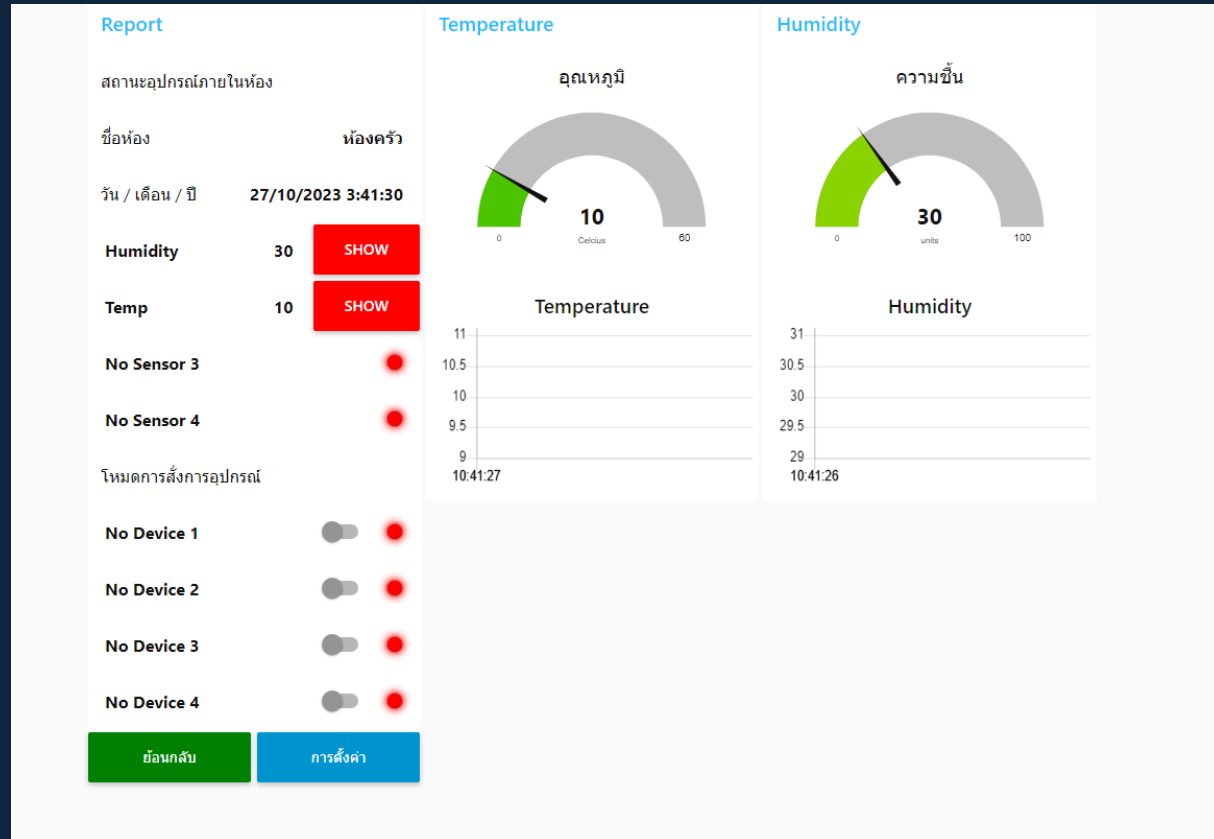 Report
สถานะอุปกรณ์ภายในห้อง
ชื่อห้อง ห้องครัว
วัน / เดือน / ปี 27/10/2023 3:41:30
Humidity 30 SHOW
Temp 10 SHOW
No Sensor 3
No Sensor 4
โหมดการสั่งการอุปกรณ์
No Device 1
No Device 2
No Device 3
No Device 4
ย้อนกลับ การตั้งค่า
Temperature
อุณหภูมิ
10
0 Celcius 60
Temperature
11
10.5
10
9.5
9
10:41:27
Humidity
ความชื้น
30
0 units 100
Humidity
31
30.5
30
29.5
29
10:41:26